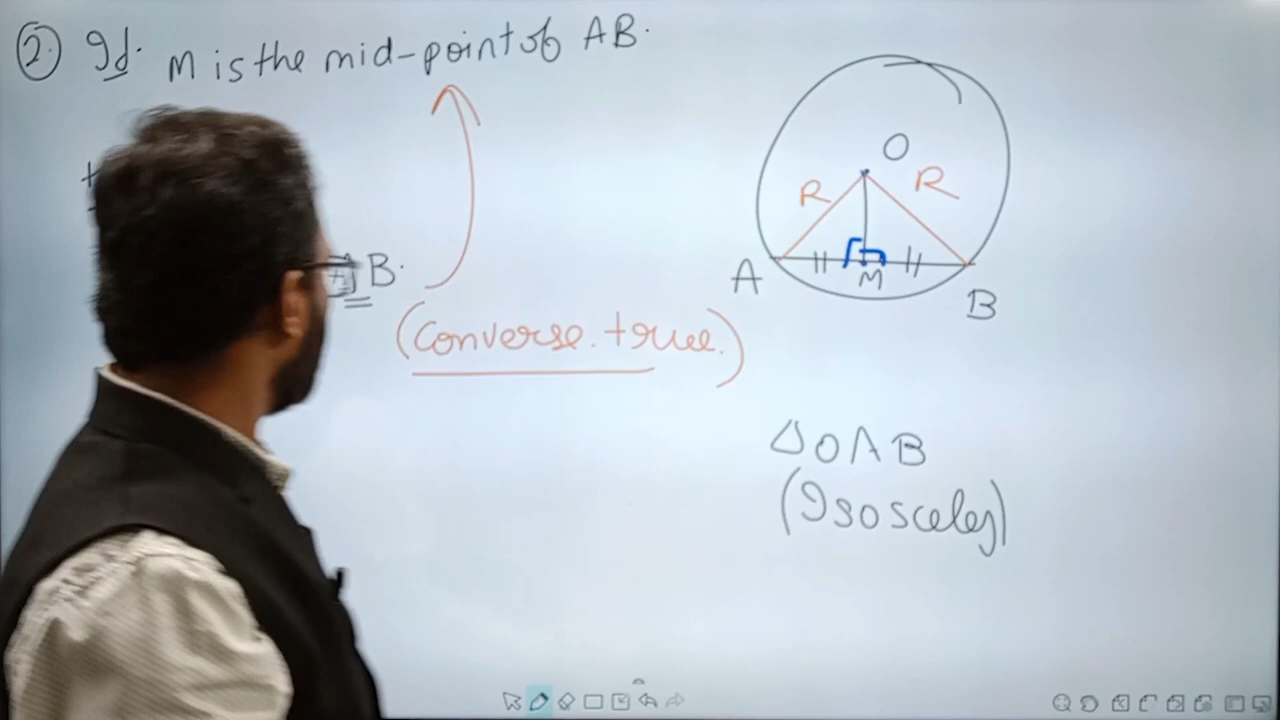 2. If M is the mid-point of AB.
B.
(Converse. true.)
O
R R
A M B
△OAB
(Isosceles)